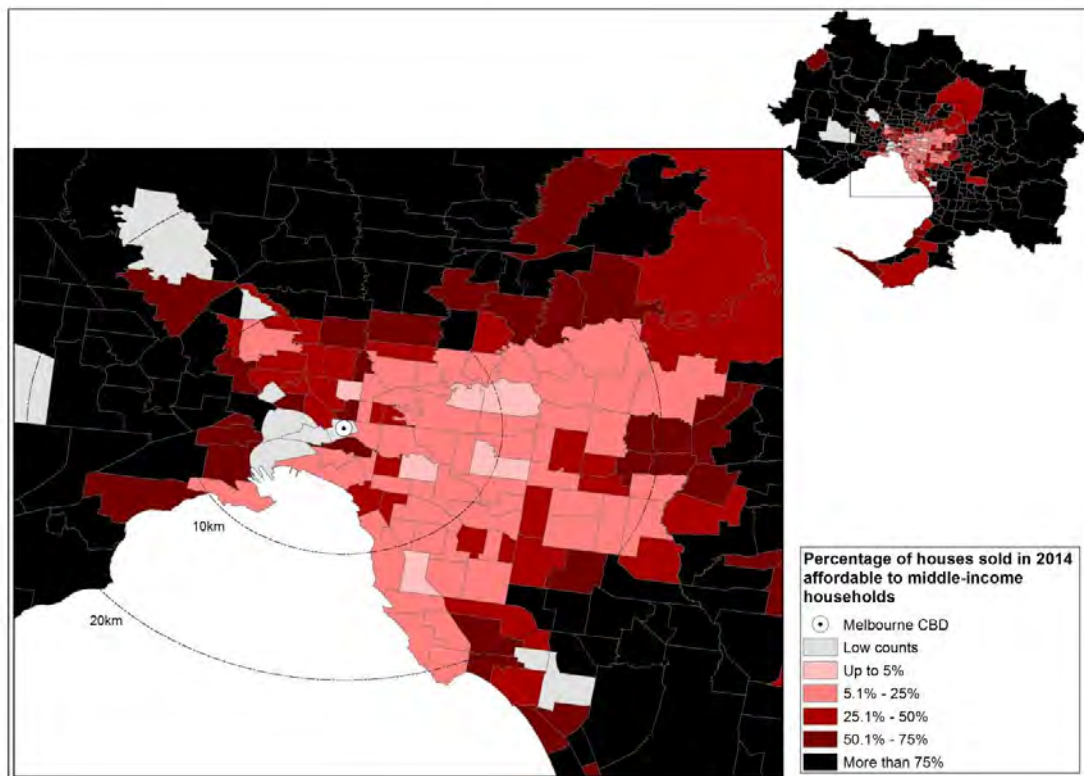 10km
20km
Percentage of houses sold in 2014
affordable to middle-income
households
Melbourne CBD
Low counts
Up to 5%
5.1% - 25%
25.1% - 50%
50.1% - 75%
More than 75%